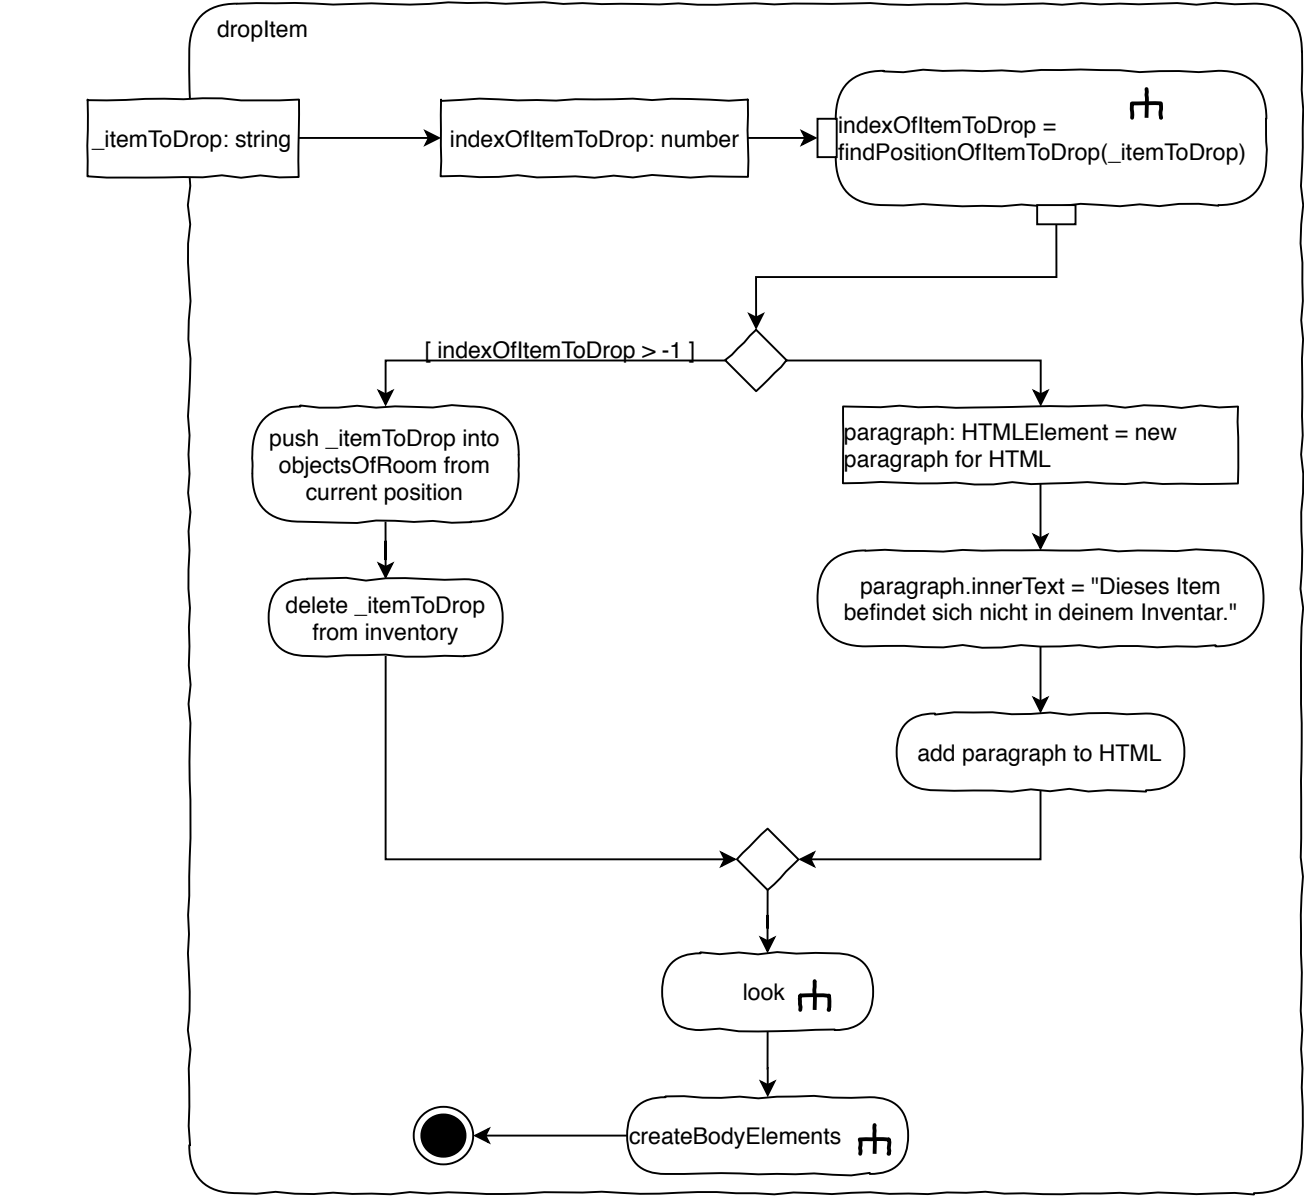 dropItem
_itemToDrop: string
indexOfItemToDrop: number
indexOfItemToDrop =
findPositionOfItemToDrop(_itemToDrop)
[ indexOfItemToDrop > -1 ]
push _itemToDrop into
objectsOfRoom from
current position
paragraph: HTMLElement = new
paragraph for HTML
delete _itemToDrop
from inventory
paragraph.innerText = "Dieses Item
befindet sich nicht in deinem Inventar."
add paragraph to HTML
look
createBodyElements